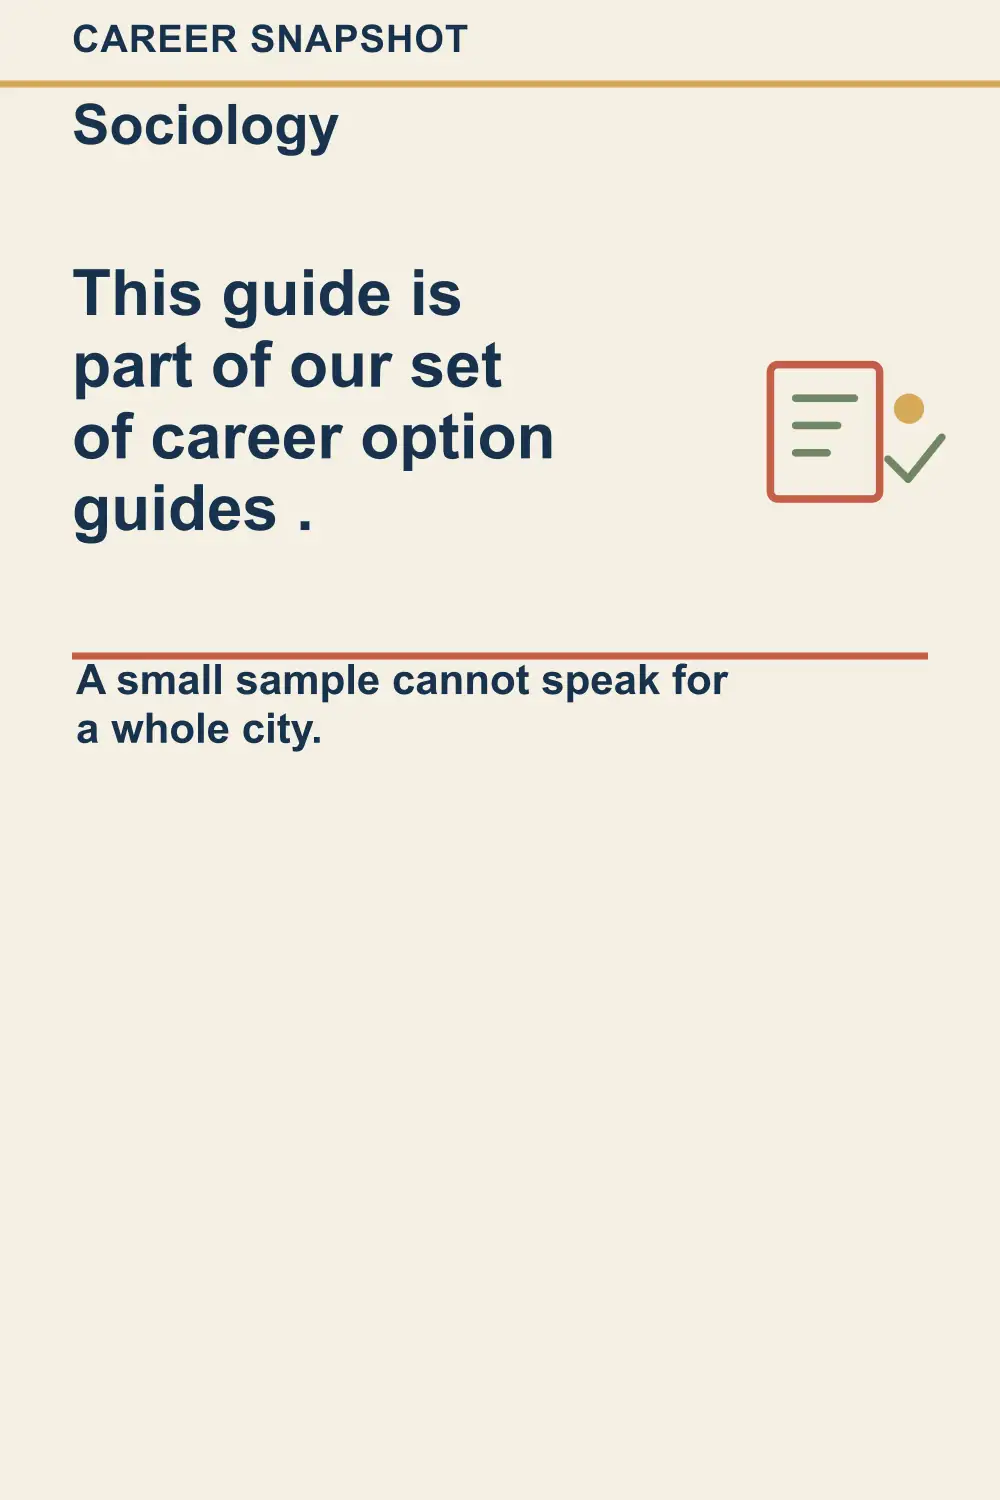 CAREER SNAPSHOT
Sociology
This guide is
part of our set
of career option
guides .
A small sample cannot speak for
a whole city.